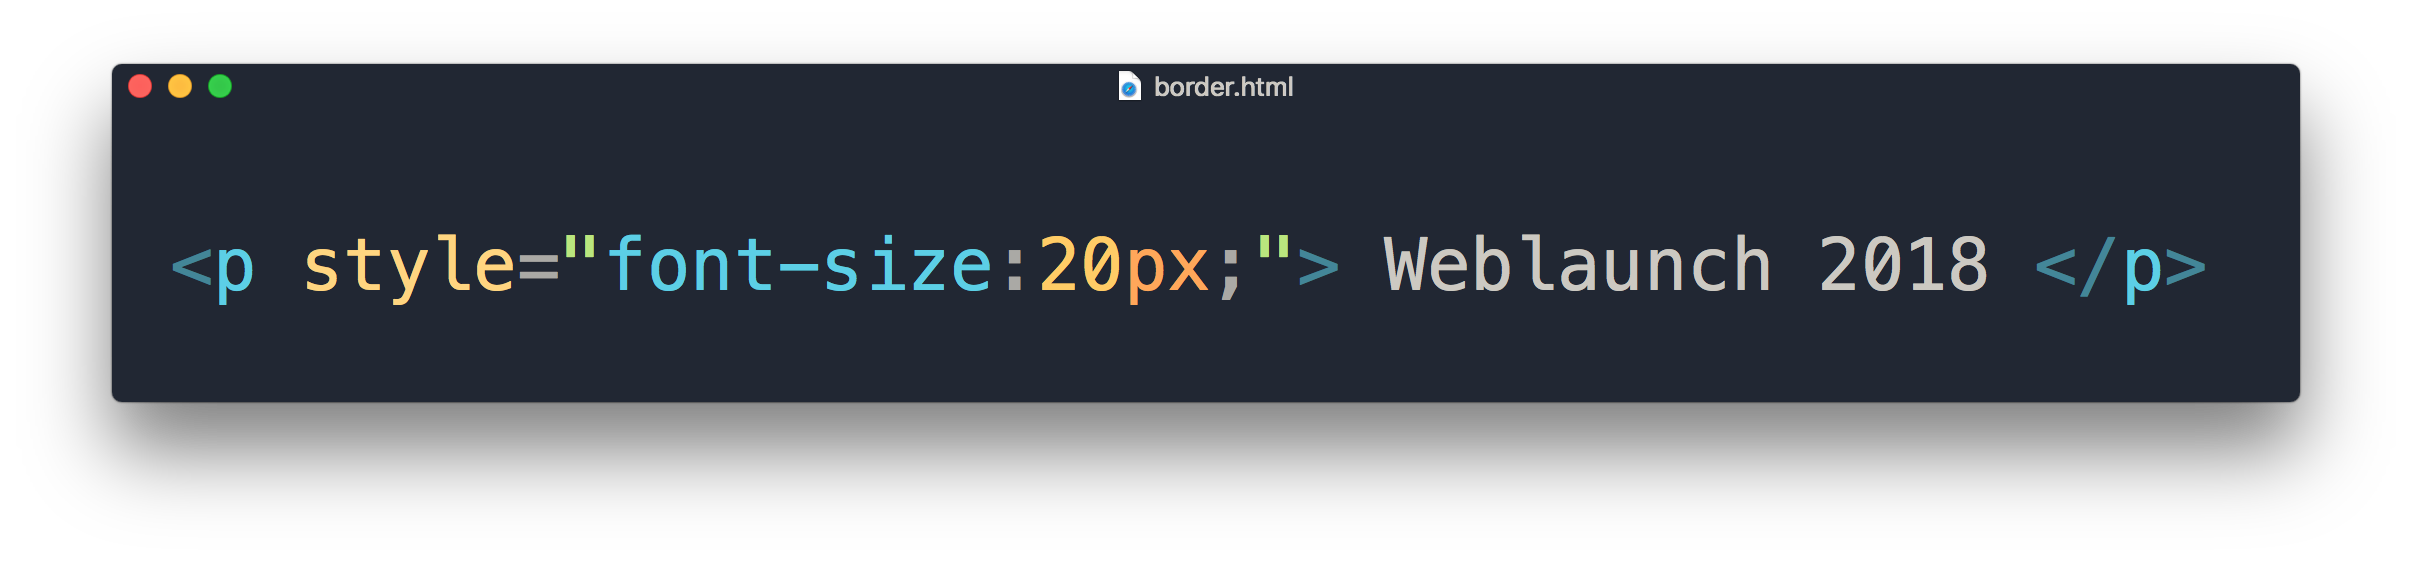 border.html
<p style="font-size:20px;"> Weblaunch 2018 </p>